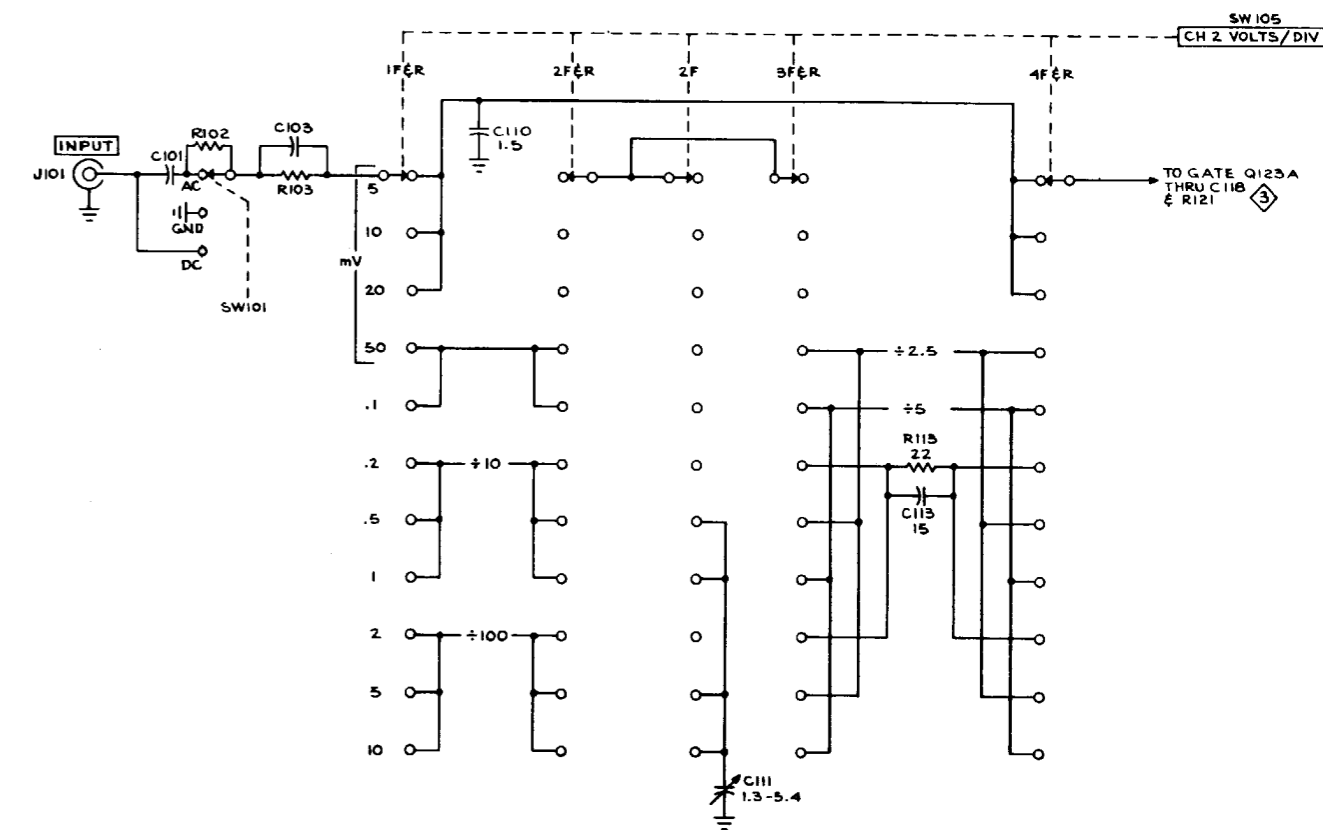 SW105
CH 2 VOLTS/DIV
1F&R
2F&R
2F
3F&R
4F&R
INPUT
J101
C101
R102
C103
R103
AC
GND
DC
SW101
C110
1.5
TO GATE Q123A
THRU C118
& R121
3
mV
5
10
20
50
÷2.5
.1
÷5
R113
22
.2
÷10
C113
15
.5
1
2
÷100
5
10
C111
1.3-5.4